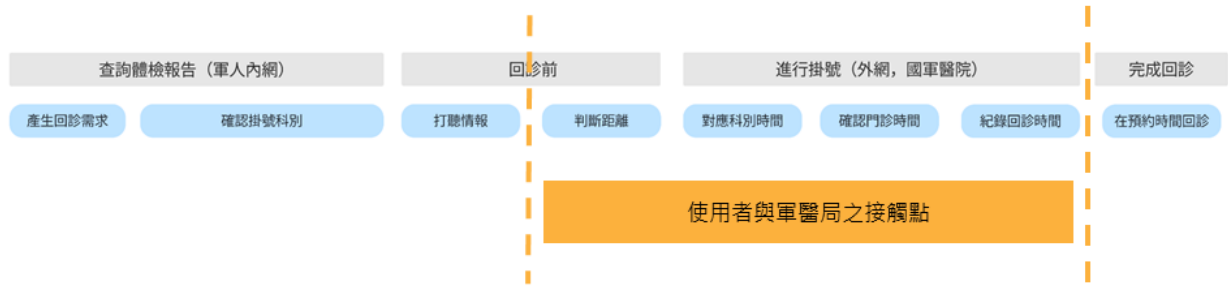 查詢體檢報告（軍人內網）
回診前
進行掛號（外網，國軍醫院）
完成回診
產生回診需求
確認掛號科別
打聽情報
判斷距離
對應科別時間
確認門診時間
紀錄回診時間
在預約時間回診
使用者與軍醫局之接觸點